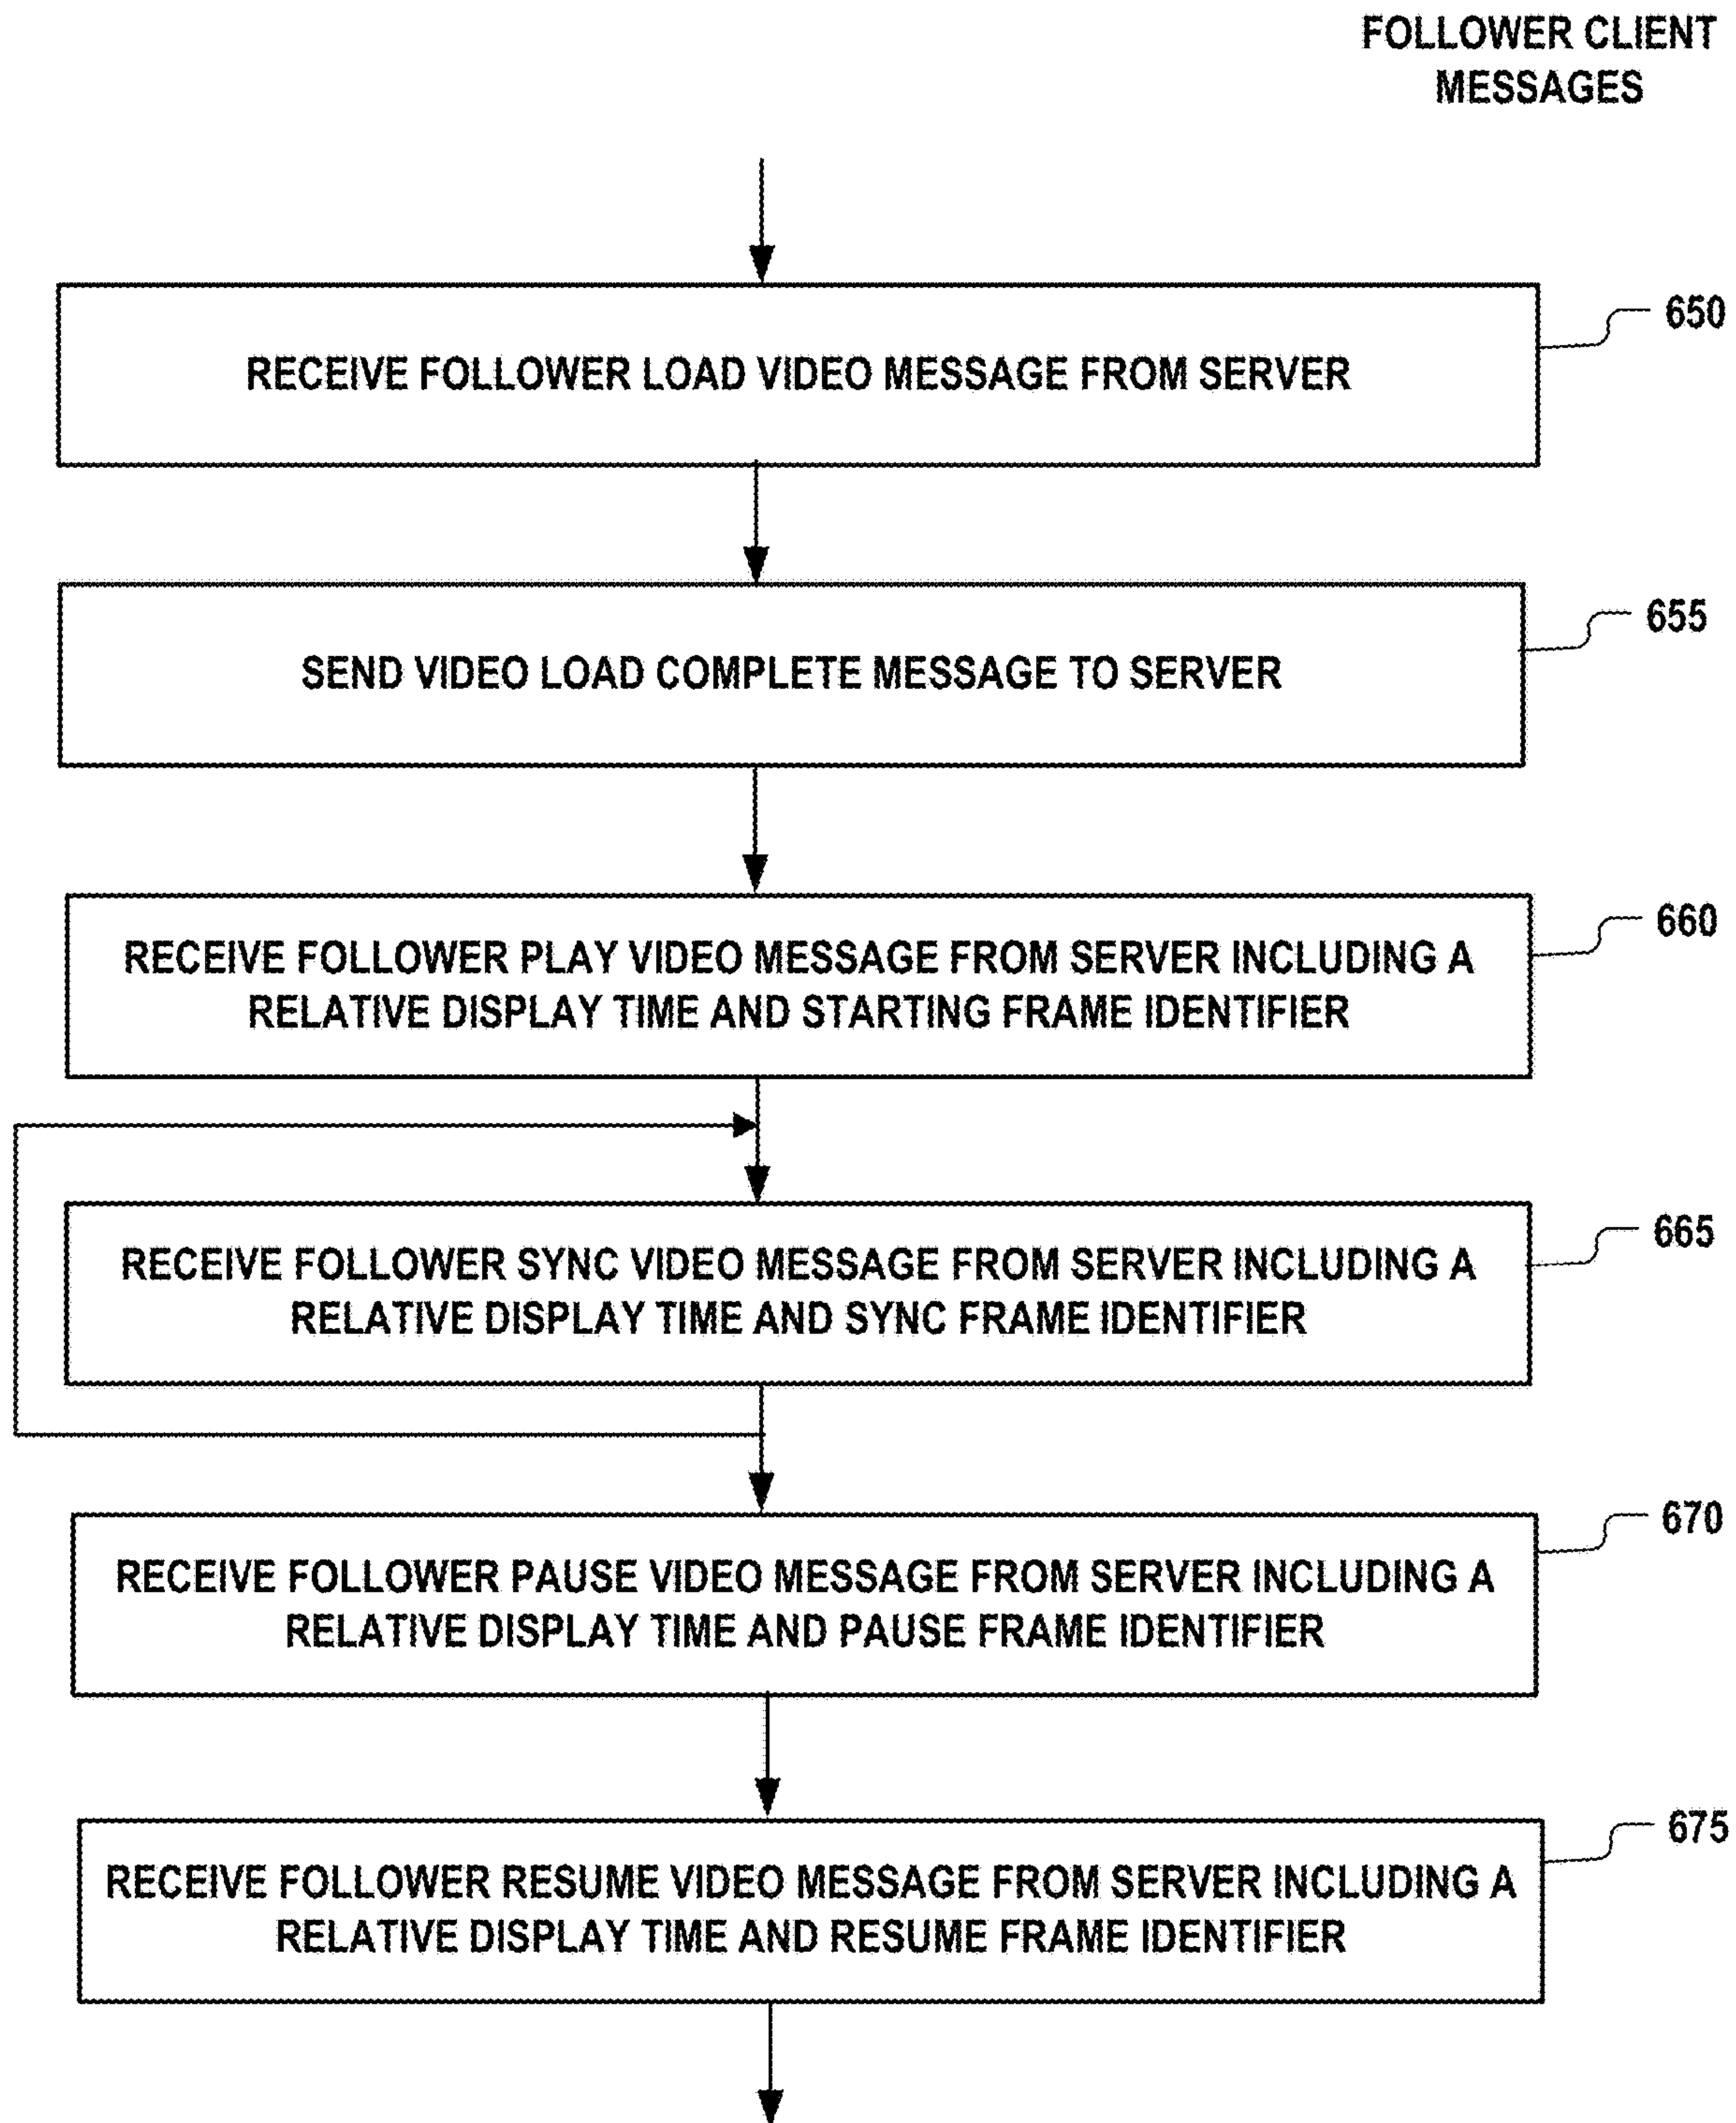 FOLLOWER CLIENT
MESSAGES
650
RECEIVE FOLLOWER LOAD VIDEO MESSAGE FROM SERVER
655
SEND VIDEO LOAD COMPLETE MESSAGE TO SERVER
660
RECEIVE FOLLOWER PLAY VIDEO MESSAGE FROM SERVER INCLUDING A
RELATIVE DISPLAY TIME AND STARTING FRAME IDENTIFIER
665
RECEIVE FOLLOWER SYNC VIDEO MESSAGE FROM SERVER INCLUDING A
RELATIVE DISPLAY TIME AND SYNC FRAME IDENTIFIER
670
RECEIVE FOLLOWER PAUSE VIDEO MESSAGE FROM SERVER INCLUDING A
RELATIVE DISPLAY TIME AND PAUSE FRAME IDENTIFIER
675
RECEIVE FOLLOWER RESUME VIDEO MESSAGE FROM SERVER INCLUDING A
RELATIVE DISPLAY TIME AND RESUME FRAME IDENTIFIER